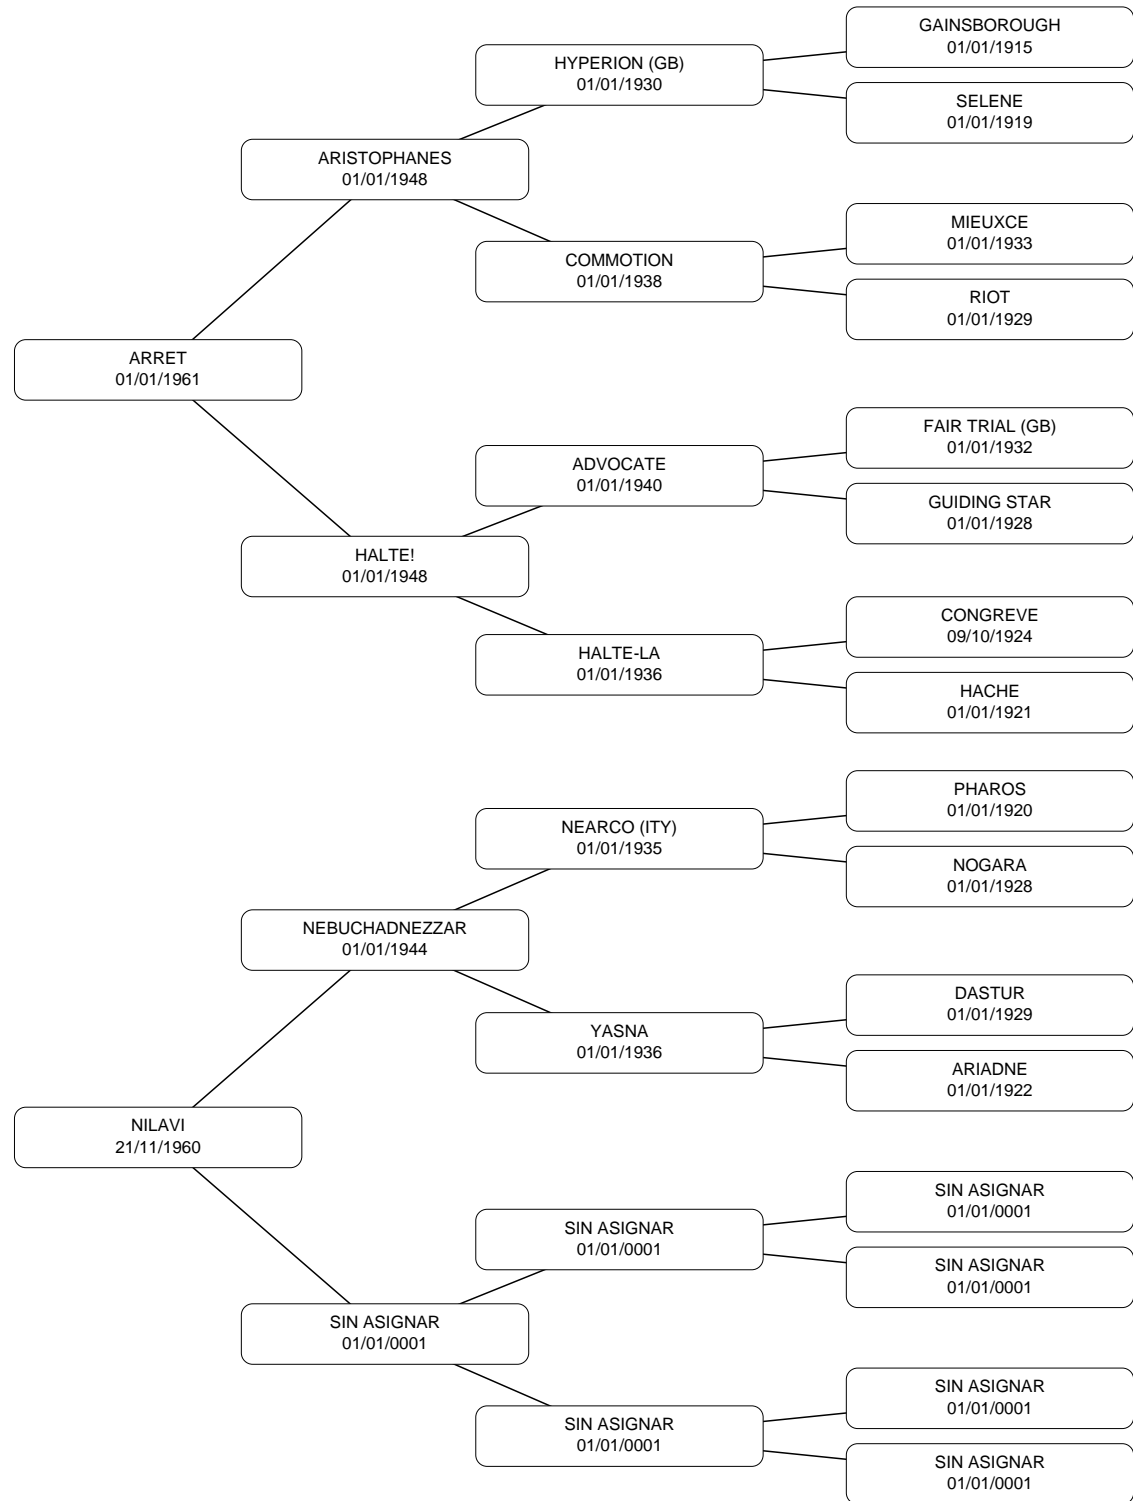 GAINSBOROUGH
01/01/1915
HYPERION (GB)
01/01/1930
SELENE
01/01/1919
ARISTOPHANES
01/01/1948
MIEUXCE
01/01/1933
COMMOTION
01/01/1938
RIOT
01/01/1929
ARRET
01/01/1961
FAIR TRIAL (GB)
01/01/1932
ADVOCATE
01/01/1940
GUIDING STAR
01/01/1928
HALTE!
01/01/1948
CONGREVE
09/10/1924
HALTE-LA
01/01/1936
HACHE
01/01/1921
PHAROS
01/01/1920
NEARCO (ITY)
01/01/1935
NOGARA
01/01/1928
NEBUCHADNEZZAR
01/01/1944
DASTUR
01/01/1929
YASNA
01/01/1936
ARIADNE
01/01/1922
NILAVI
21/11/1960
SIN ASIGNAR
01/01/0001
SIN ASIGNAR
01/01/0001
SIN ASIGNAR
01/01/0001
SIN ASIGNAR
01/01/0001
SIN ASIGNAR
01/01/0001
SIN ASIGNAR
01/01/0001
SIN ASIGNAR
01/01/0001